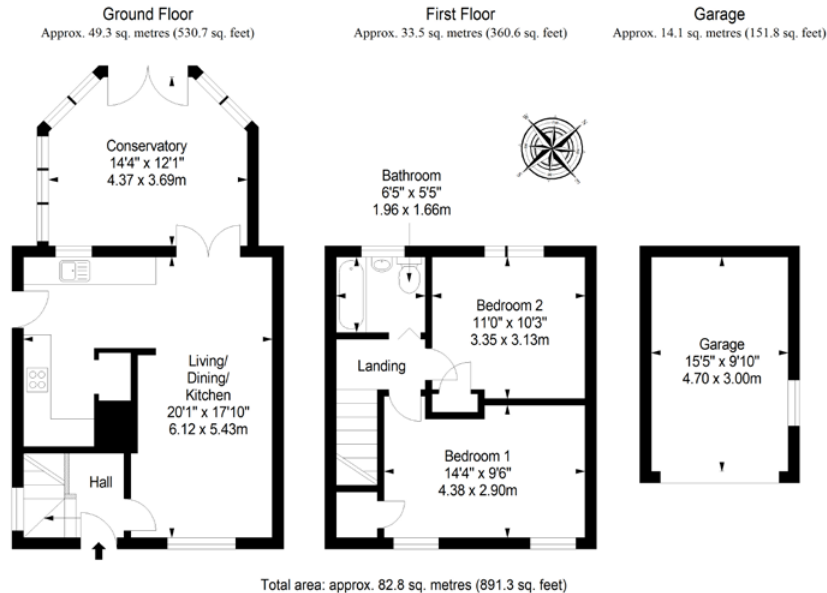 Ground Floor
Approx. 49.3 sq. metres (530.7 sq. feet)
First Floor
Approx. 33.5 sq. metres (360.6 sq. feet)
Garage
Approx. 14.1 sq. metres (151.8 sq. feet)
Conservatory
14'4" x 12'1"
4.37 x 3.69m
Bathroom
6'5" x 5'5"
1.96 x 1.66m
Bedroom 2
11'0" x 10'3"
3.35 x 3.13m
Landing
Living/
Dining/
Kitchen
20'1" x 17'10"
6.12 x 5.43m
Garage
15'5" x 9'10"
4.70 x 3.00m
Hall
Bedroom 1
14'4" x 9'6"
4.38 x 2.90m
Total area: approx. 82.8 sq. metres (891.3 sq. feet)